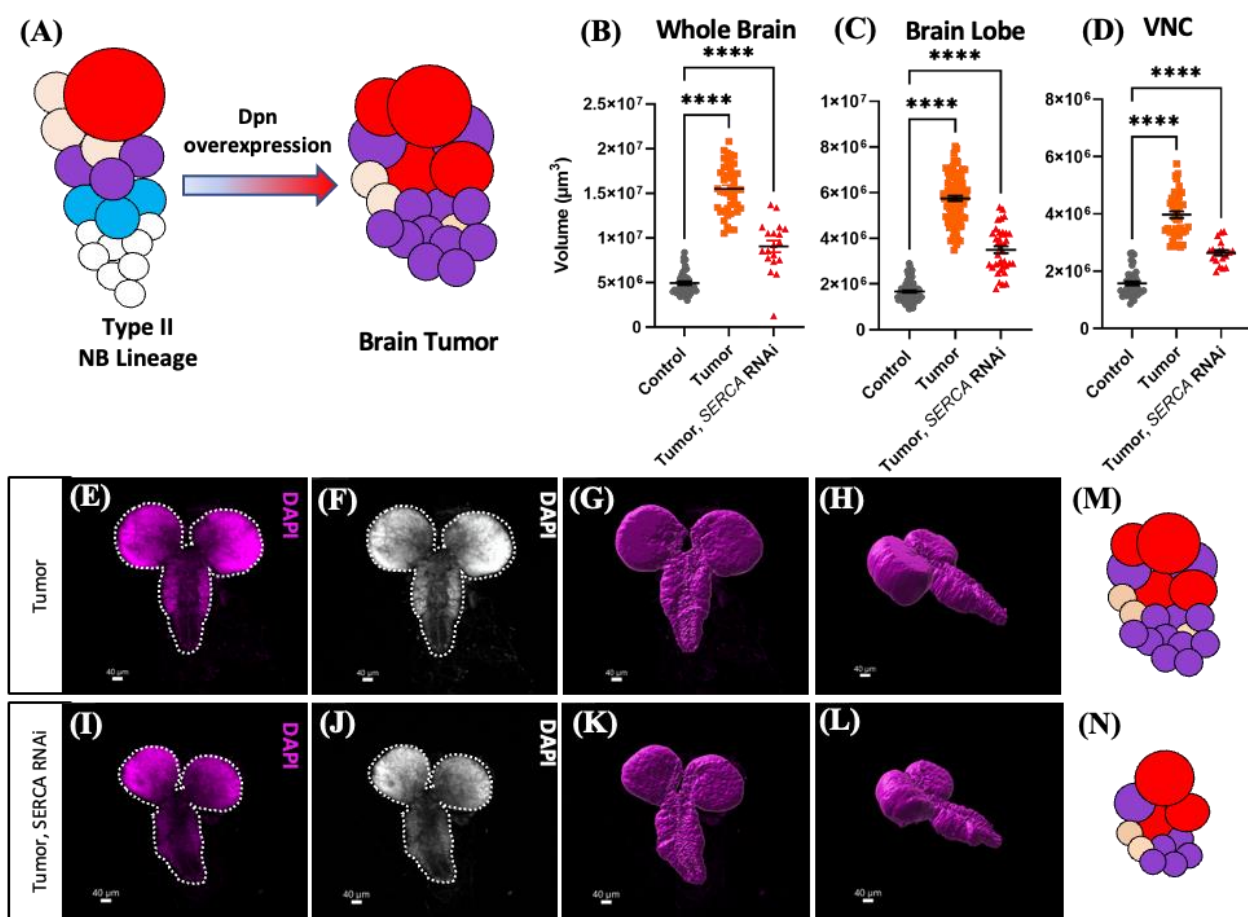 (A)
Dpn
overexpression
Type II
NB Lineage
Brain Tumor
(B) Whole Brain
****
****
Volume (µm³)
2.5×10⁷
2×10⁷
1.5×10⁷
1×10⁷
5×10⁶
0
Control
Tumor
Tumor, SERCA RNAi
(C) Brain Lobe
****
****
1×10⁷
8×10⁶
6×10⁶
4×10⁶
2×10⁶
0
Control
Tumor
Tumor, SERCA RNAi
(D) VNC
****
****
8×10⁶
6×10⁶
4×10⁶
2×10⁶
0
Control
Tumor
Tumor, SERCA RNAi
Tumor
(E)
DAPI
40 µm
(F)
DAPI
40 µm
(G)
40 µm
(H)
40 µm
(M)
Tumor, SERCA RNAi
(I)
DAPI
40 µm
(J)
DAPI
40 µm
(K)
40 µm
(L)
40 µm
(N)